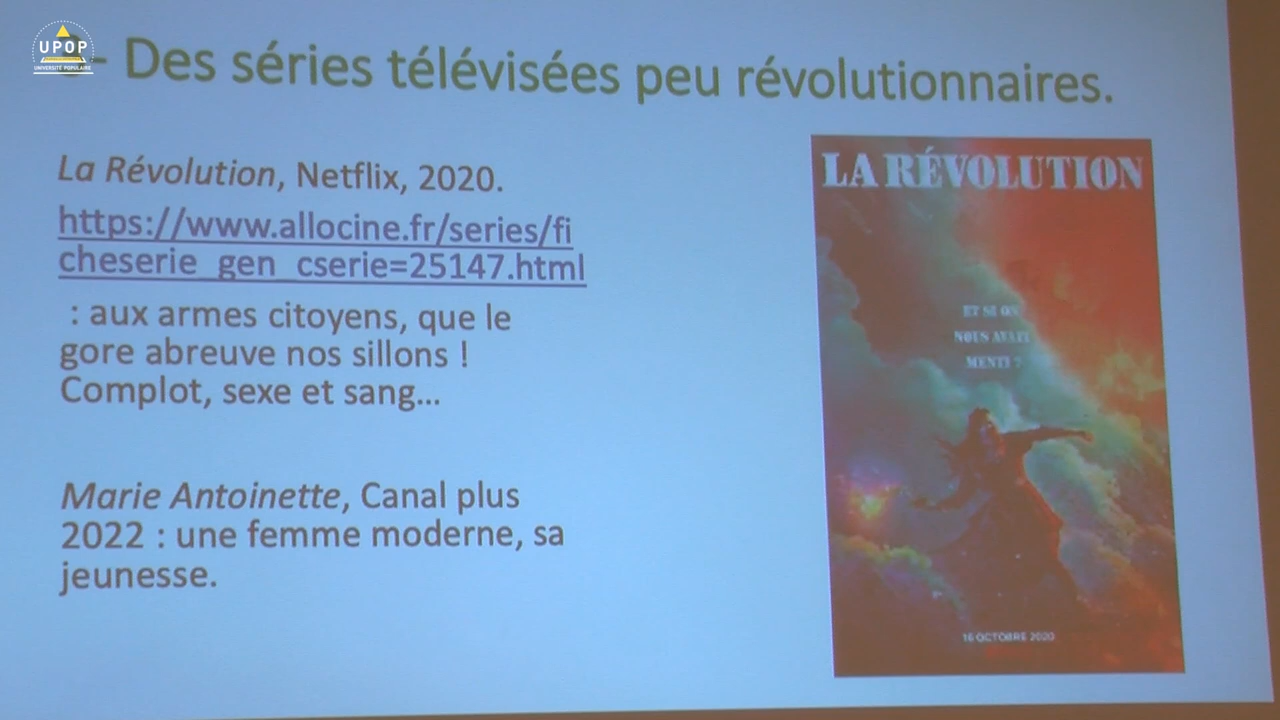 UPOP
UNIVERSITÉ POPULAIRE
- Des séries télévisées peu révolutionnaires.
La Révolution, Netflix, 2020.
https://www.allocine.fr/series/fi
cheserie_gen_cserie=25147.html
: aux armes citoyens, que le
gore abreuve nos sillons !
Complot, sexe et sang...
Marie Antoinette, Canal plus
2022 : une femme moderne, sa
jeunesse.
LA RÉVOLUTION
ET SI ON
NOUS AVAIT
MENTI ?
16 OCTOBRE 2020